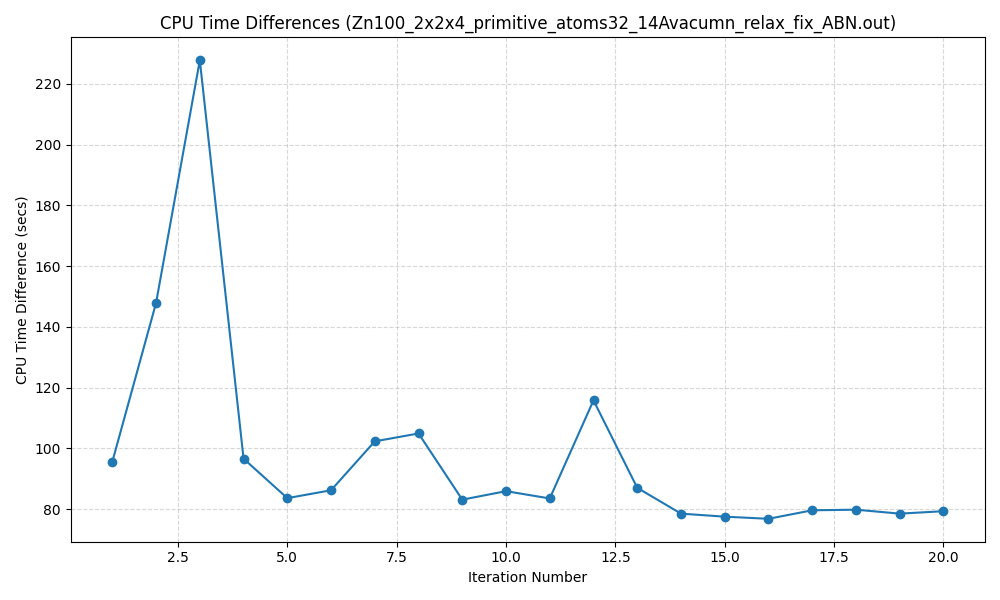 CPU Time Differences (Zn100_2x2x4_primitive_atoms32_14Avacumn_relax_fix_ABN.out)
CPU Time Difference (secs)
220
200
180
160
140
120
100
80
2.5 5.0 7.5 10.0 12.5 15.0 17.5 20.0
Iteration Number